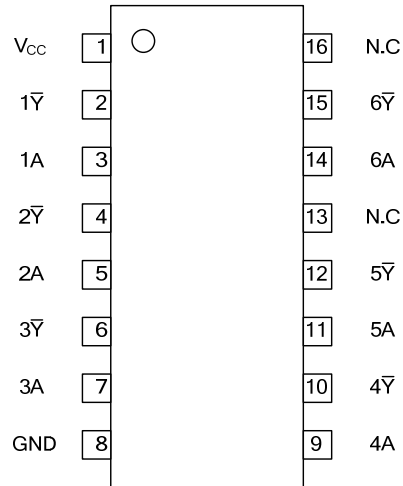 V_CC 1 16 N.C
1Y̅ 2 15 6Y̅
1A 3 14 6A
2Y̅ 4 13 N.C
2A 5 12 5Y̅
3Y̅ 6 11 5A
3A 7 10 4Y̅
GND 8 9 4A